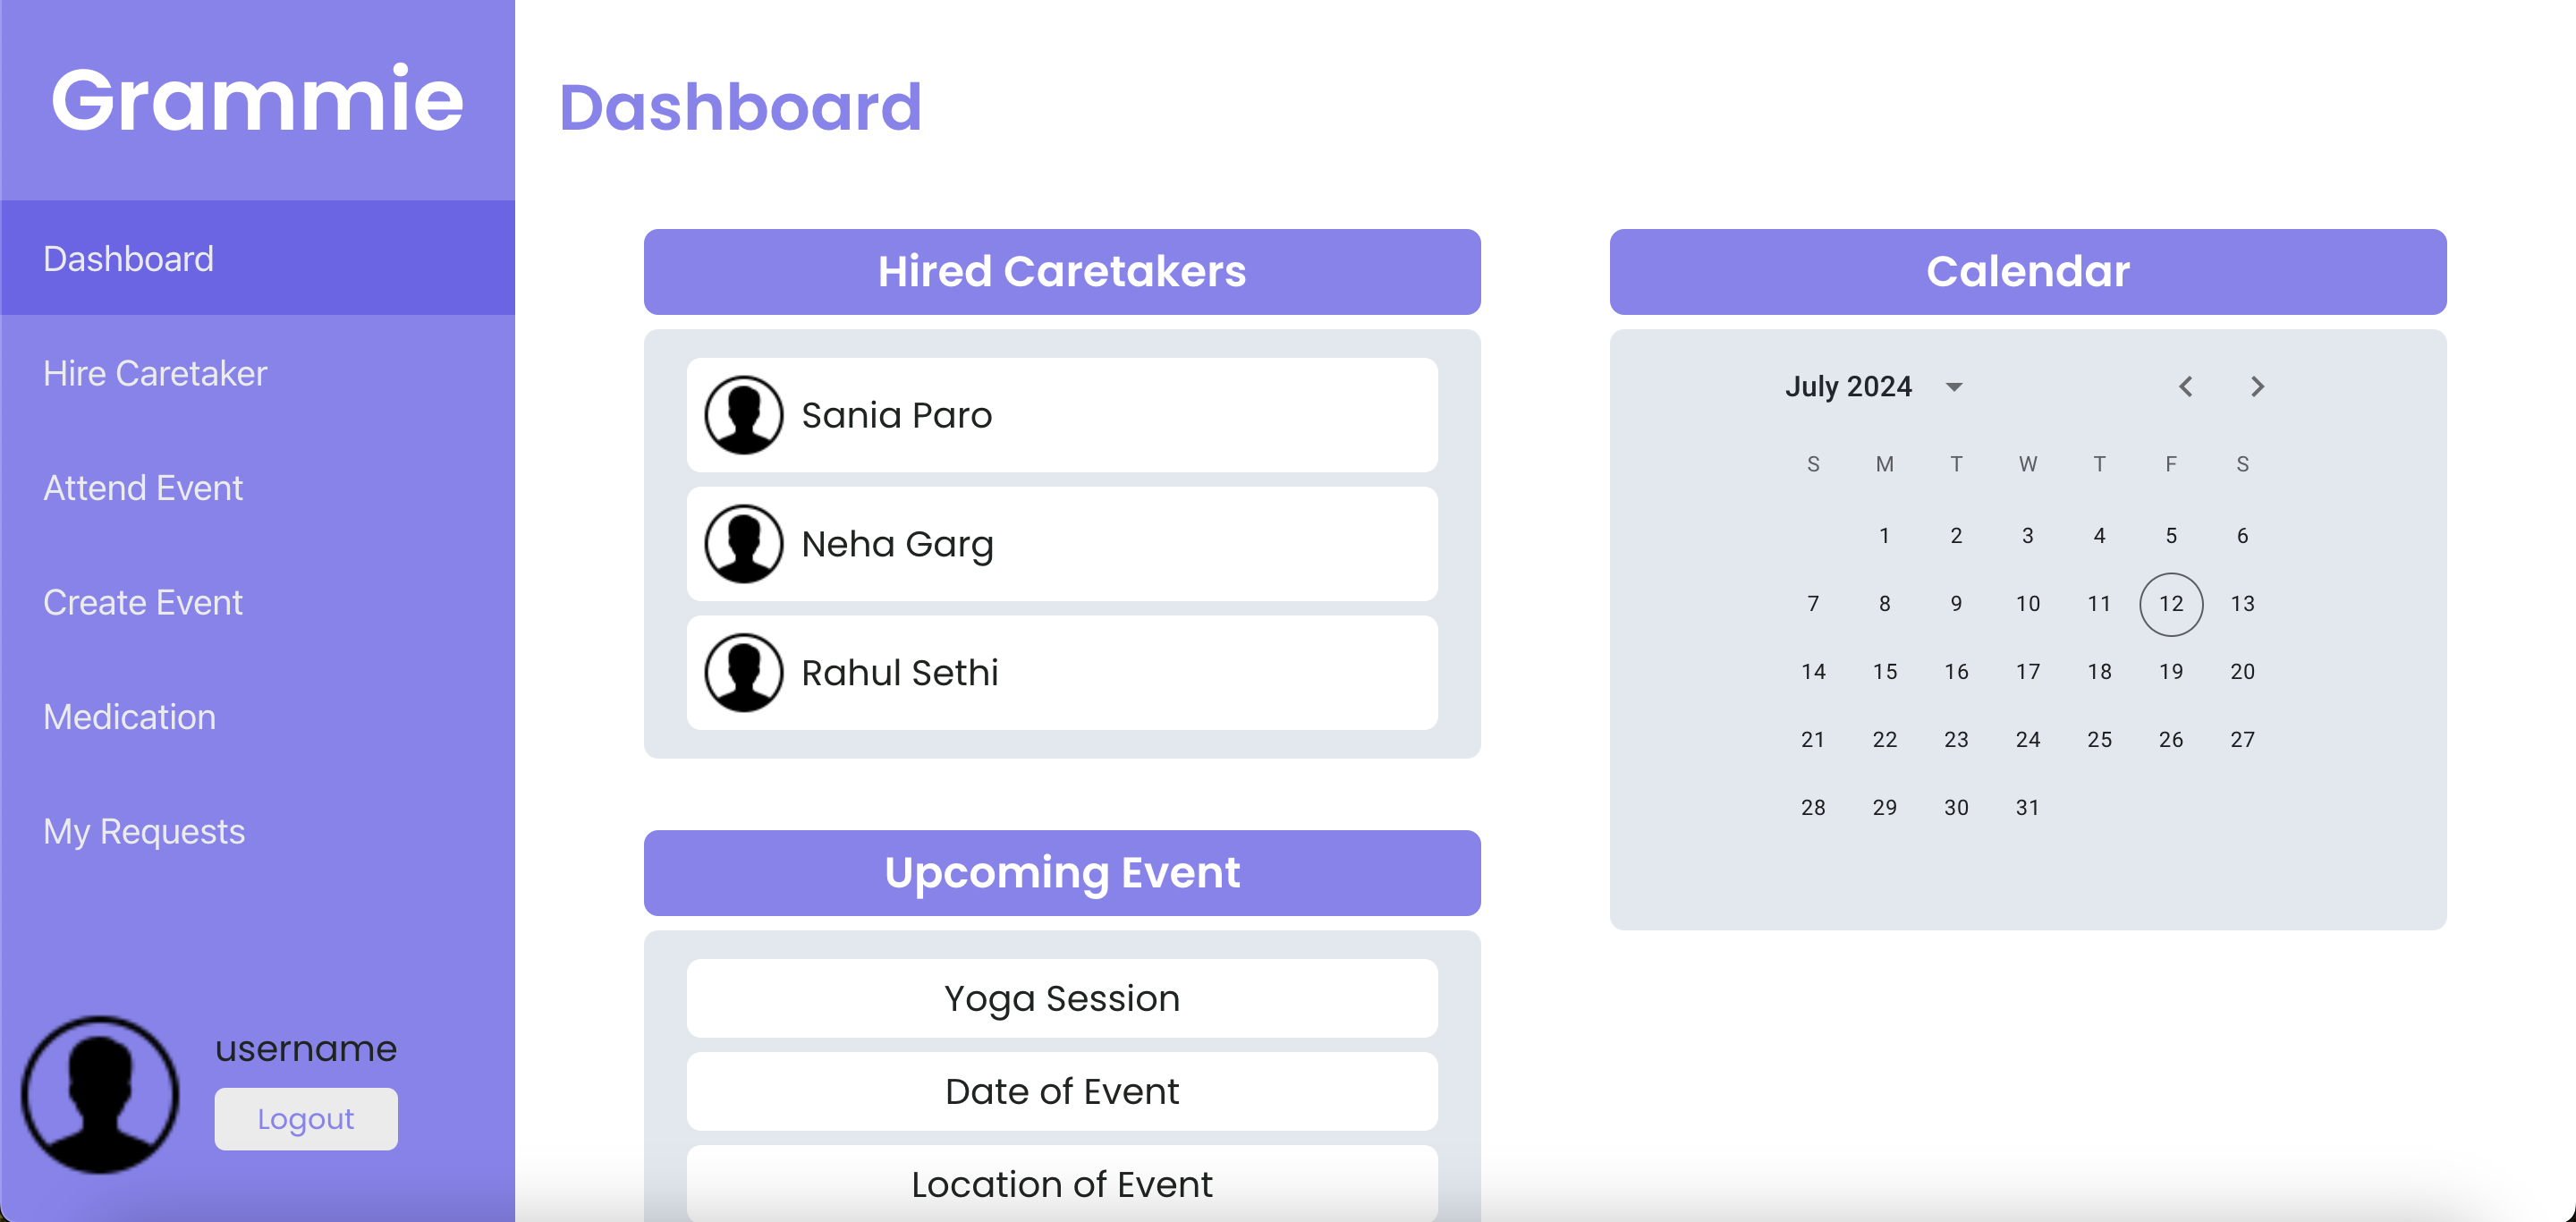 Grammie
Dashboard
Hire Caretaker
Attend Event
Create Event
Medication
My Requests
username
Logout
Dashboard
Hired Caretakers
Sania Paro
Neha Garg
Rahul Sethi
Upcoming Event
Yoga Session
Date of Event
Location of Event
Calendar
July 2024
S M T W T F S
1 2 3 4 5 6
7 8 9 10 11 12 13
14 15 16 17 18 19 20
21 22 23 24 25 26 27
28 29 30 31